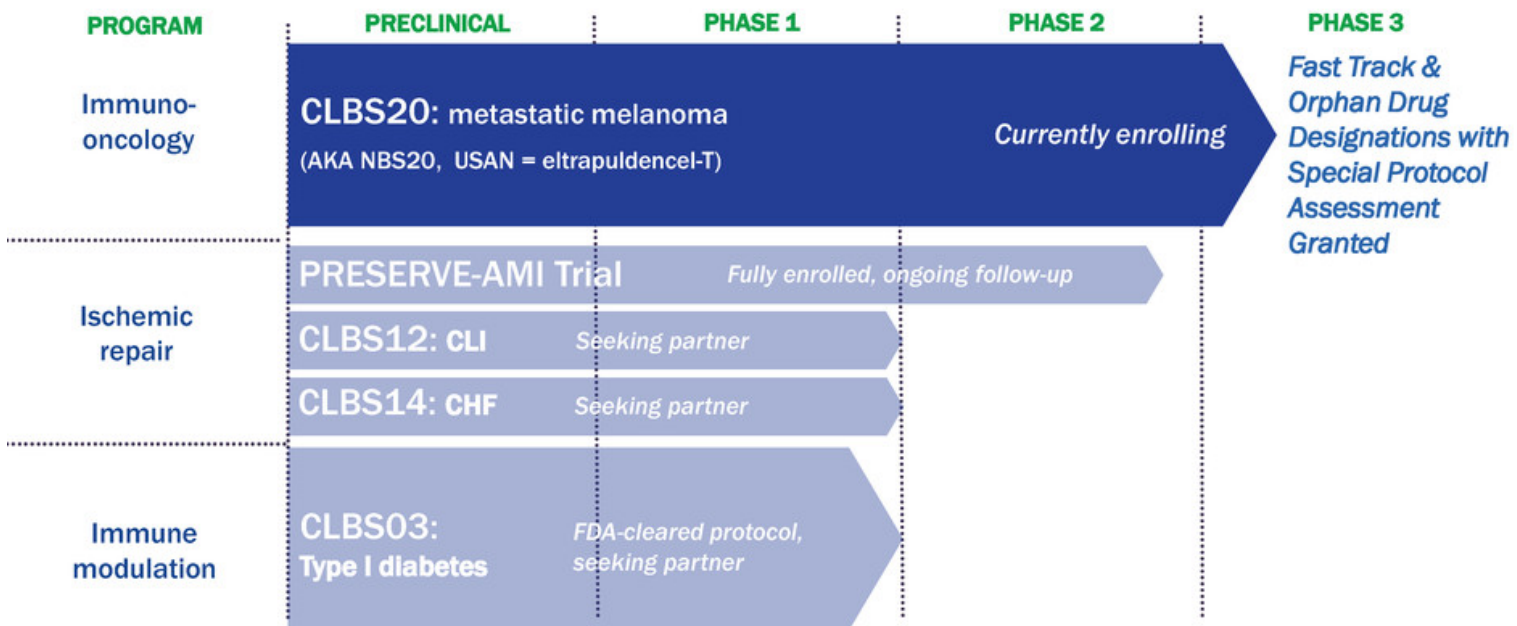 PROGRAM PRECLINICAL PHASE 1 PHASE 2 PHASE 3
Immuno-
oncology
CLBS20: metastatic melanoma
(AKA NBS20, USAN = eltrapuldencel-T)
Currently enrolling
Fast Track &
Orphan Drug
Designations with
Special Protocol
Assessment
Granted
Ischemic
repair
PRESERVE-AMI Trial Fully enrolled, ongoing follow-up
CLBS12: CLI Seeking partner
CLBS14: CHF Seeking partner
Immune
modulation
CLBS03:
Type I diabetes
FDA-cleared protocol,
seeking partner